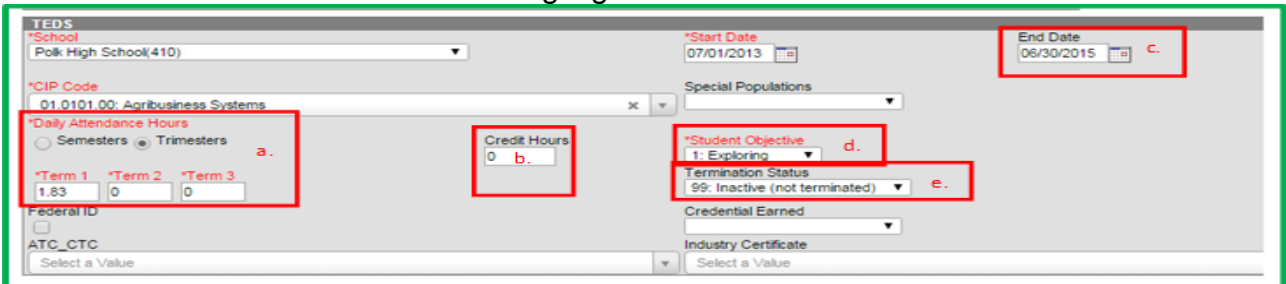 TEDS
*School *Start Date End Date
Polk High School(410) 07/01/2013 06/30/2015 c.
*CIP Code Special Populations
01.0101.00: Agribusiness Systems
*Daily Attendance Hours
Semesters Trimesters a. Credit Hours *Student Objective d.
0 b. 1: Exploring
*Term 1 *Term 2 *Term 3 Termination Status
1.83 0 0 99: Inactive (not terminated) e.
Federal ID Credential Earned
ATC_CTC Industry Certificate
Select a Value Select a Value